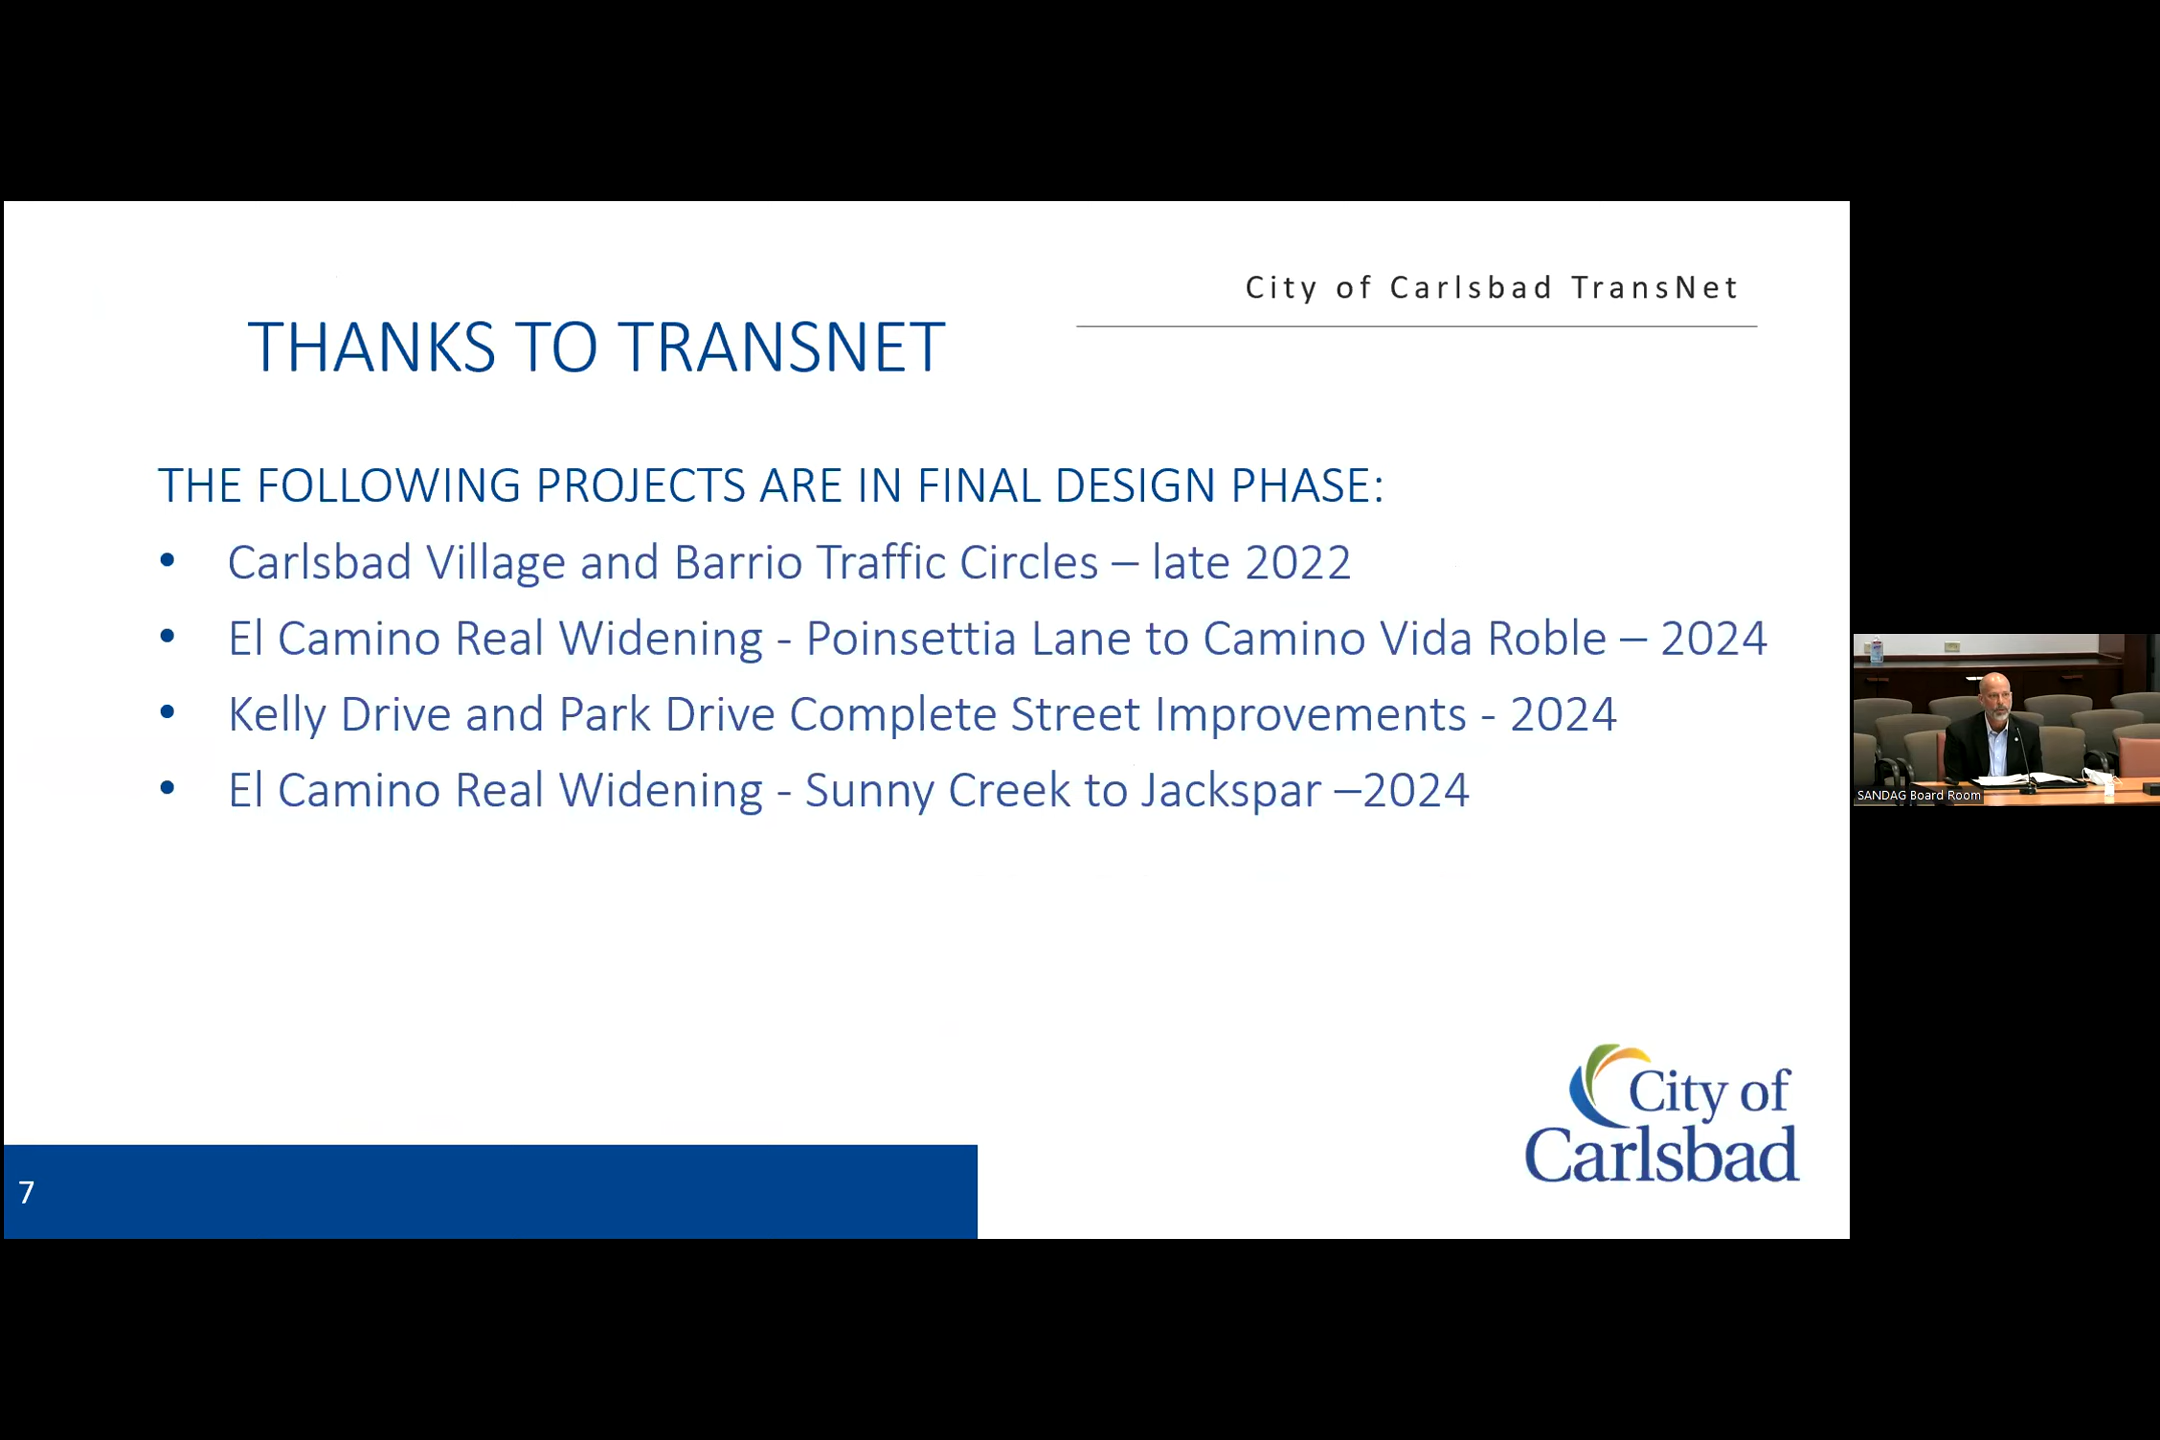 City of Carlsbad TransNet
THANKS TO TRANSNET
THE FOLLOWING PROJECTS ARE IN FINAL DESIGN PHASE:
• Carlsbad Village and Barrio Traffic Circles – late 2022
• El Camino Real Widening - Poinsettia Lane to Camino Vida Roble – 2024
• Kelly Drive and Park Drive Complete Street Improvements - 2024
• El Camino Real Widening - Sunny Creek to Jackspar –2024
SANDAG Board Room
City of
Carlsbad
7